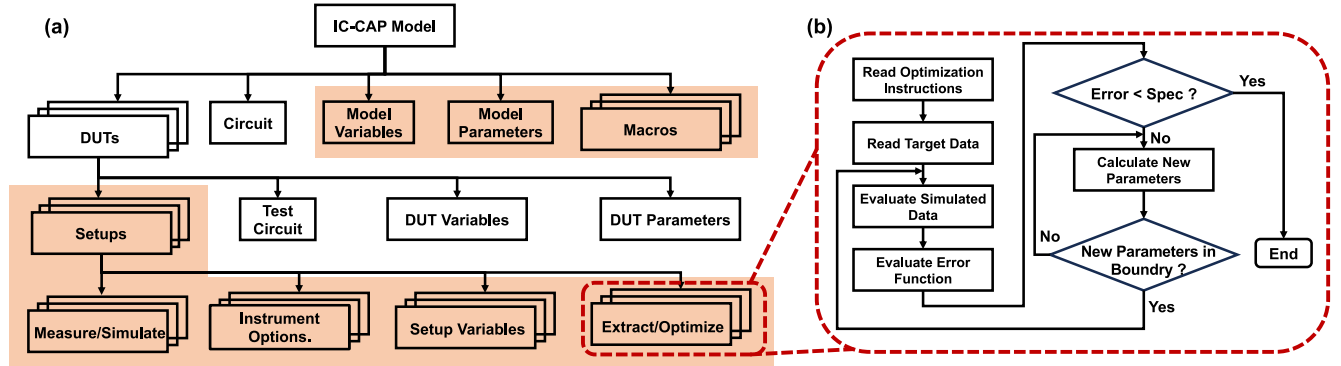 (a)
IC-CAP Model
DUTs
Circuit
Model
Variables
Model
Parameters
Macros
Setups
Test
Circuit
DUT Variables
DUT Parameters
Measure/Simulate
Instrument
Options.
Setup Variables
Extract/Optimize
(b)
Read Optimization
Instructions
Read Target Data
Evaluate Simulated
Data
Evaluate Error
Function
Error < Spec ?
Yes
No
Calculate New
Parameters
New Parameters in
Boundry ?
No
Yes
End